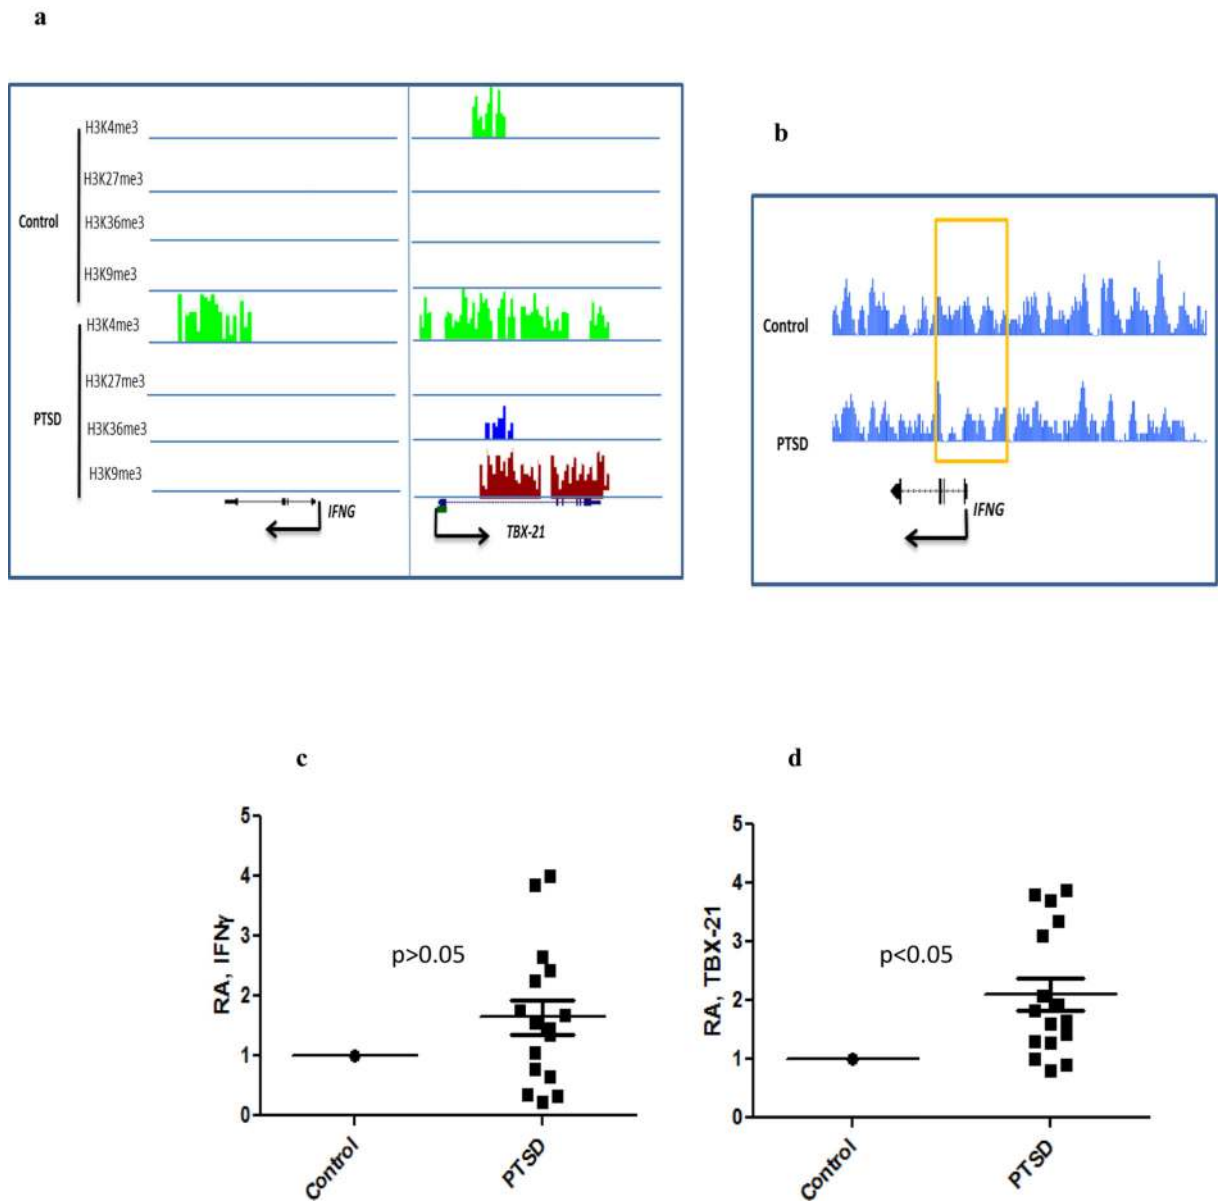 a
H3K4me3
H3K27me3
Control
H3K36me3
H3K9me3
H3K4me3
H3K27me3
PTSD
H3K36me3
H3K9me3
IFNG
TBX-21
b
Control
PTSD
IFNG
c
5
4
3
2
1
0
RA, IFNγ
p>0.05
Control
PTSD
d
5
4
3
2
1
0
RA, TBX-21
p<0.05
Control
PTSD